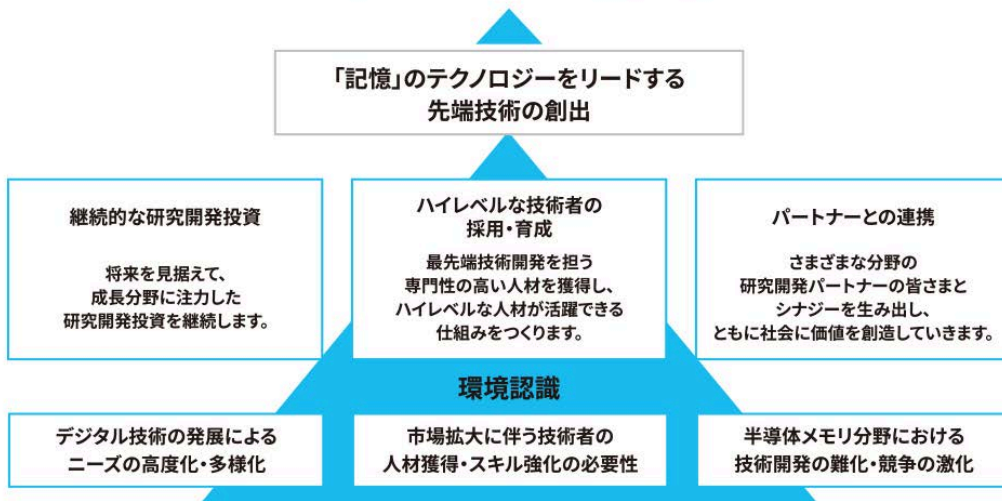 「記憶」のテクノロジーをリードする
先端技術の創出
継続的な研究開発投資
将来を見据えて、
成長分野に注力した
研究開発投資を継続します。
ハイレベルな技術者の
採用・育成
最先端技術開発を担う
専門性の高い人材を獲得し、
ハイレベルな人材が活躍できる
仕組みをつくります。
パートナーとの連携
さまざまな分野の
研究開発パートナーの皆さまと
シナジーを生み出し、
ともに社会に価値を創造していきます。
環境認識
デジタル技術の発展による
ニーズの高度化・多様化
市場拡大に伴う技術者の
人材獲得・スキル強化の必要性
半導体メモリ分野における
技術開発の難化・競争の激化